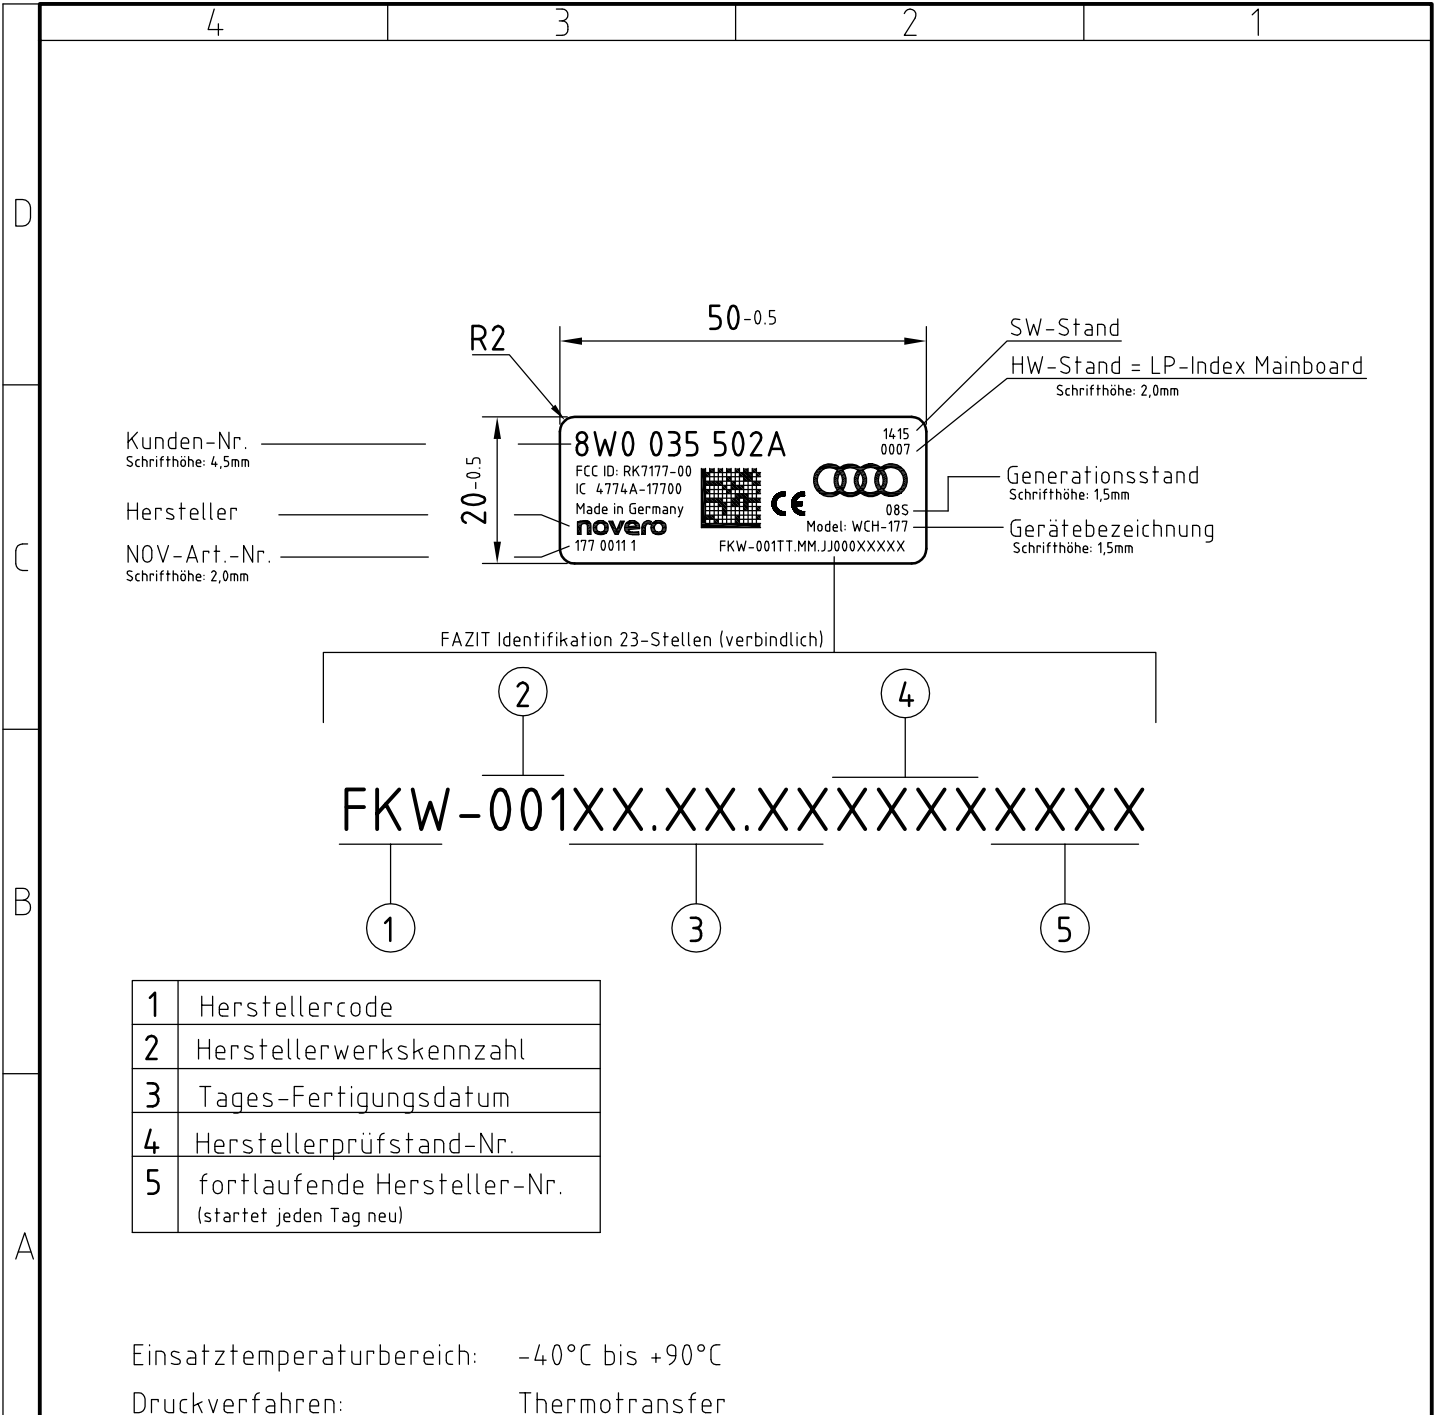 4 3 2 1
D
C
B
A
50-0.5
R2
20-0.5
SW-Stand
HW-Stand = LP-Index Mainboard
Schrifthöhe: 2,0mm
Kunden-Nr.
Schrifthöhe: 4,5mm
Hersteller
NOV-Art.-Nr.
Schrifthöhe: 2,0mm
8W0 035 502A
1415
0007
FCC ID: RK7177-00
IC 4774A-17700
Made in Germany
novero
177 0011 1
CE
08S
Model: WCH-177
FKW-001TT.MM.JJ000XXXXX
Generationsstand
Schrifthöhe: 1,5mm
Gerätebezeichnung
Schrifthöhe: 1,5mm
FAZIT Identifikation 23-Stellen (verbindlich)
2 4
FKW-001XX.XX.XXXXXXXXXX
1 3 5
1 Herstellercode
2 Herstellerwerkskennzahl
3 Tages-Fertigungsdatum
4 Herstellerprüfstand-Nr.
5 fortlaufende Hersteller-Nr.
(startet jeden Tag neu)
Einsatztemperaturbereich: -40°C bis +90°C
Druckverfahren: Thermotransfer